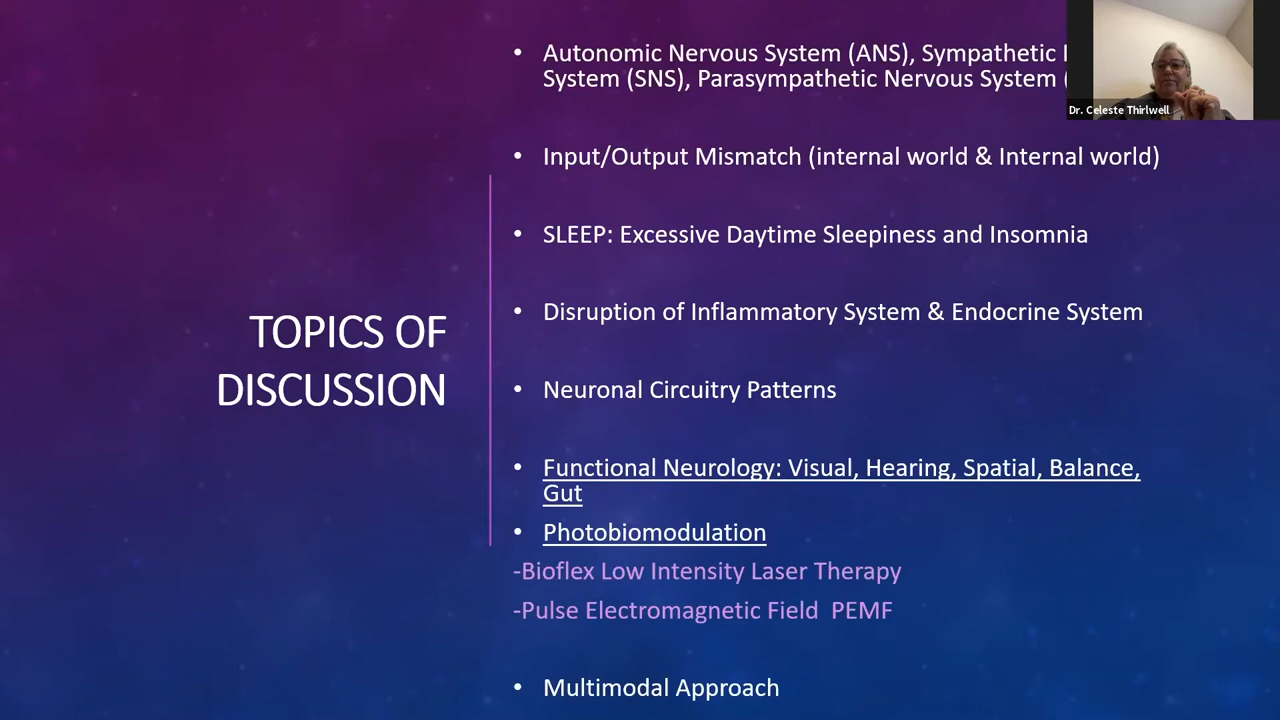 TOPICS OF
DISCUSSION
• Autonomic Nervous System (ANS), Sympathetic
System (SNS), Parasympathetic Nervous System (
• Input/Output Mismatch (internal world & Internal world)
• SLEEP: Excessive Daytime Sleepiness and Insomnia
• Disruption of Inflammatory System & Endocrine System
• Neuronal Circuitry Patterns
• Functional Neurology: Visual, Hearing, Spatial, Balance,
Gut
• Photobiomodulation
-Bioflex Low Intensity Laser Therapy
-Pulse Electromagnetic Field  PEMF
• Multimodal Approach
Dr. Celeste Thirlwell